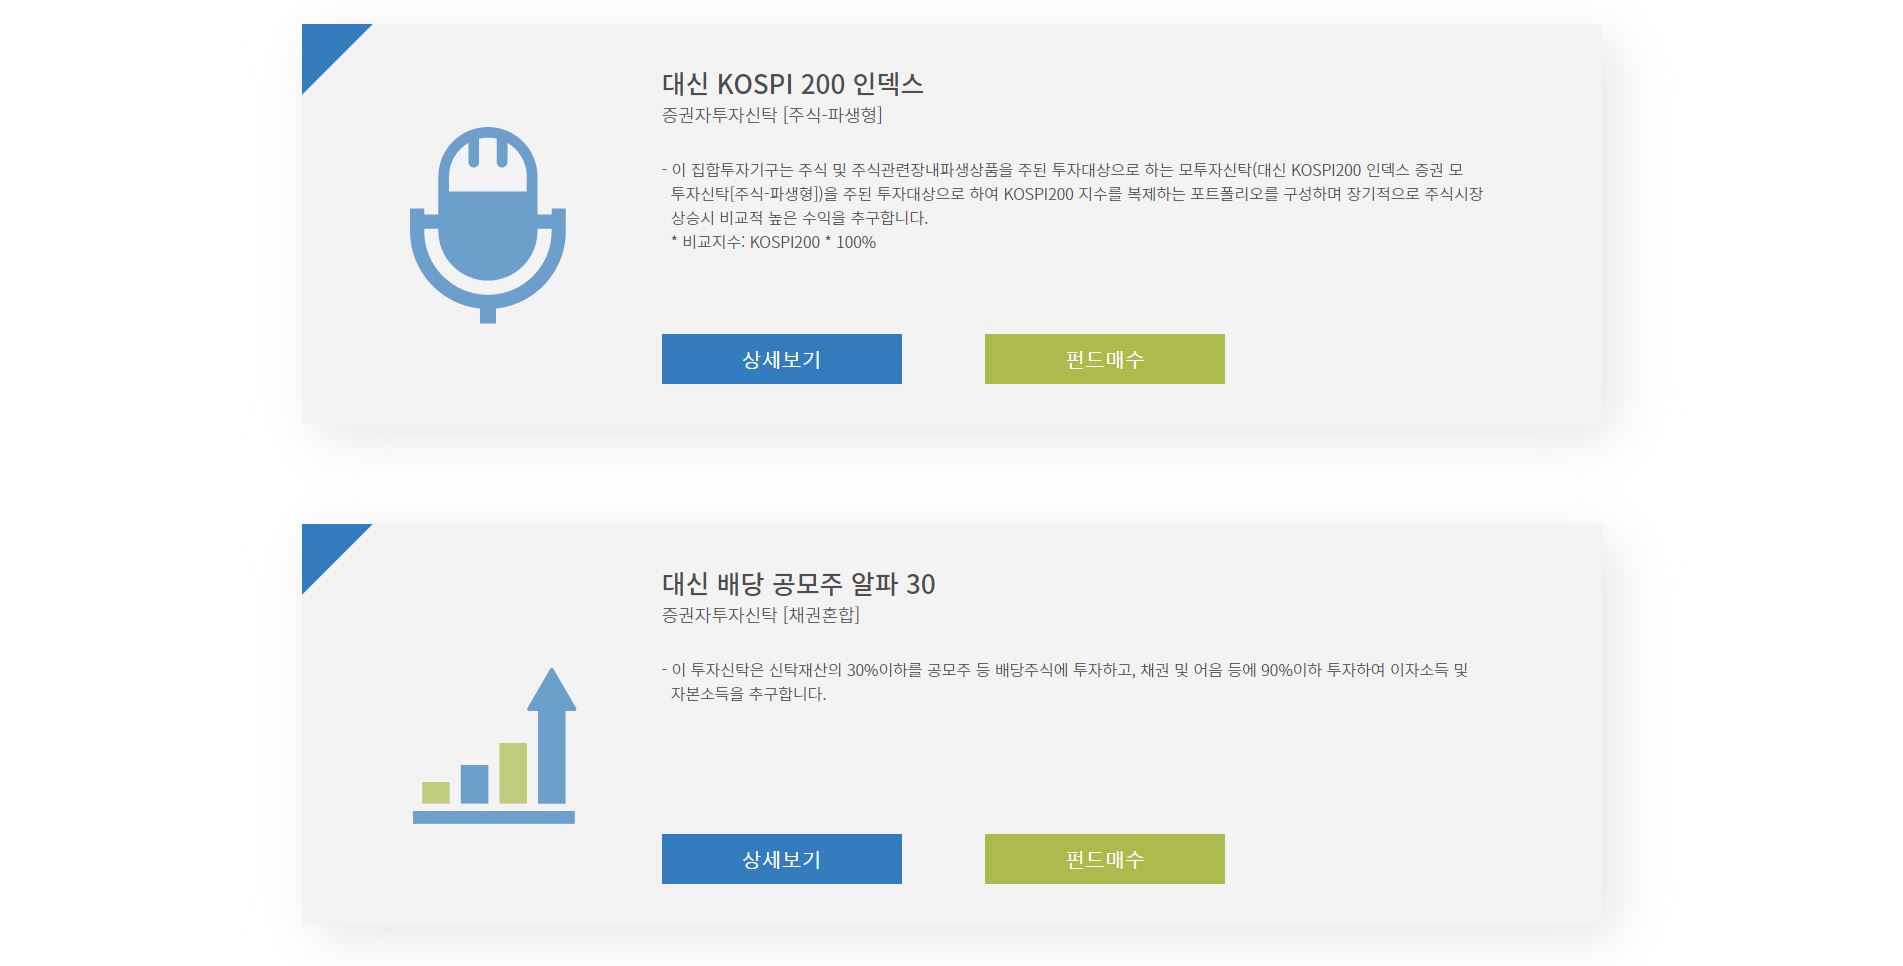 대신 KOSPI 200 인덱스
증권자투자신탁 [주식-파생형]
- 이 집합투자기구는 주식 및 주식관련장내파생상품을 주된 투자대상으로 하는 모투자신탁(대신 KOSPI200 인덱스 증권 모
투자신탁[주식-파생형])을 주된 투자대상으로 하여 KOSPI200 지수를 복제하는 포트폴리오를 구성하며 장기적으로 주식시장
상승시 비교적 높은 수익을 추구합니다.
* 비교지수: KOSPI200 * 100%
상세보기 펀드매수
대신 배당 공모주 알파 30
증권자투자신탁 [채권혼합]
- 이 투자신탁은 신탁재산의 30%이하를 공모주 등 배당주식에 투자하고, 채권 및 어음 등에 90%이하 투자하여 이자소득 및
자본소득을 추구합니다.
상세보기 펀드매수